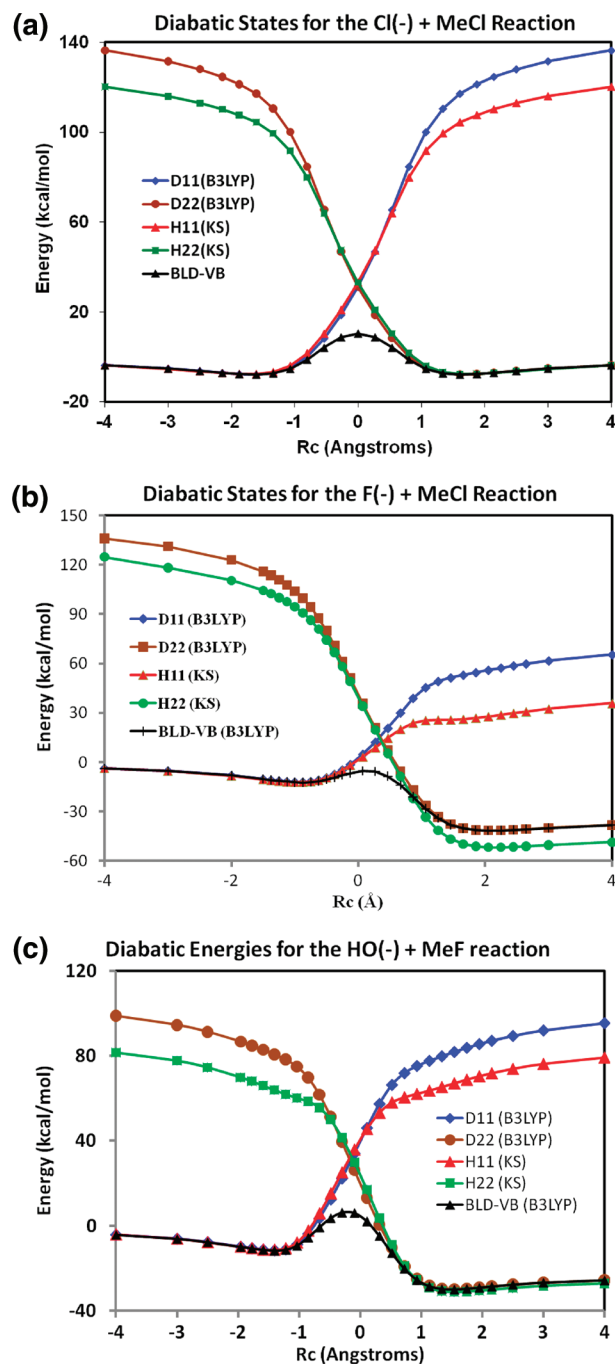 (a)
Diabatic States for the Cl(-) + MeCl Reaction
140
100
60
20
-20
Energy (kcal/mol)
D11(B3LYP)
D22(B3LYP)
H11(KS)
H22(KS)
BLD-VB
-4 -3 -2 -1 0 1 2 3 4
Rc (Angstroms)
(b)
Diabatic States for the F(-) + MeCl Reaction
150
120
90
60
30
0
-30
-60
Energy (kcal/mol)
D11 (B3LYP)
D22 (B3LYP)
H11 (KS)
H22 (KS)
BLD-VB (B3LYP)
-4 -2 0 2 4
Rc (Å)
(c)
Diabatic Energies for the HO(-) + MeF reaction
120
80
40
0
-40
Energy (kcal/mol)
D11 (B3LYP)
D22 (B3LYP)
H11 (KS)
H22 (KS)
BLD-VB (B3LYP)
-4 -3 -2 -1 0 1 2 3 4
Rc (Angstroms)